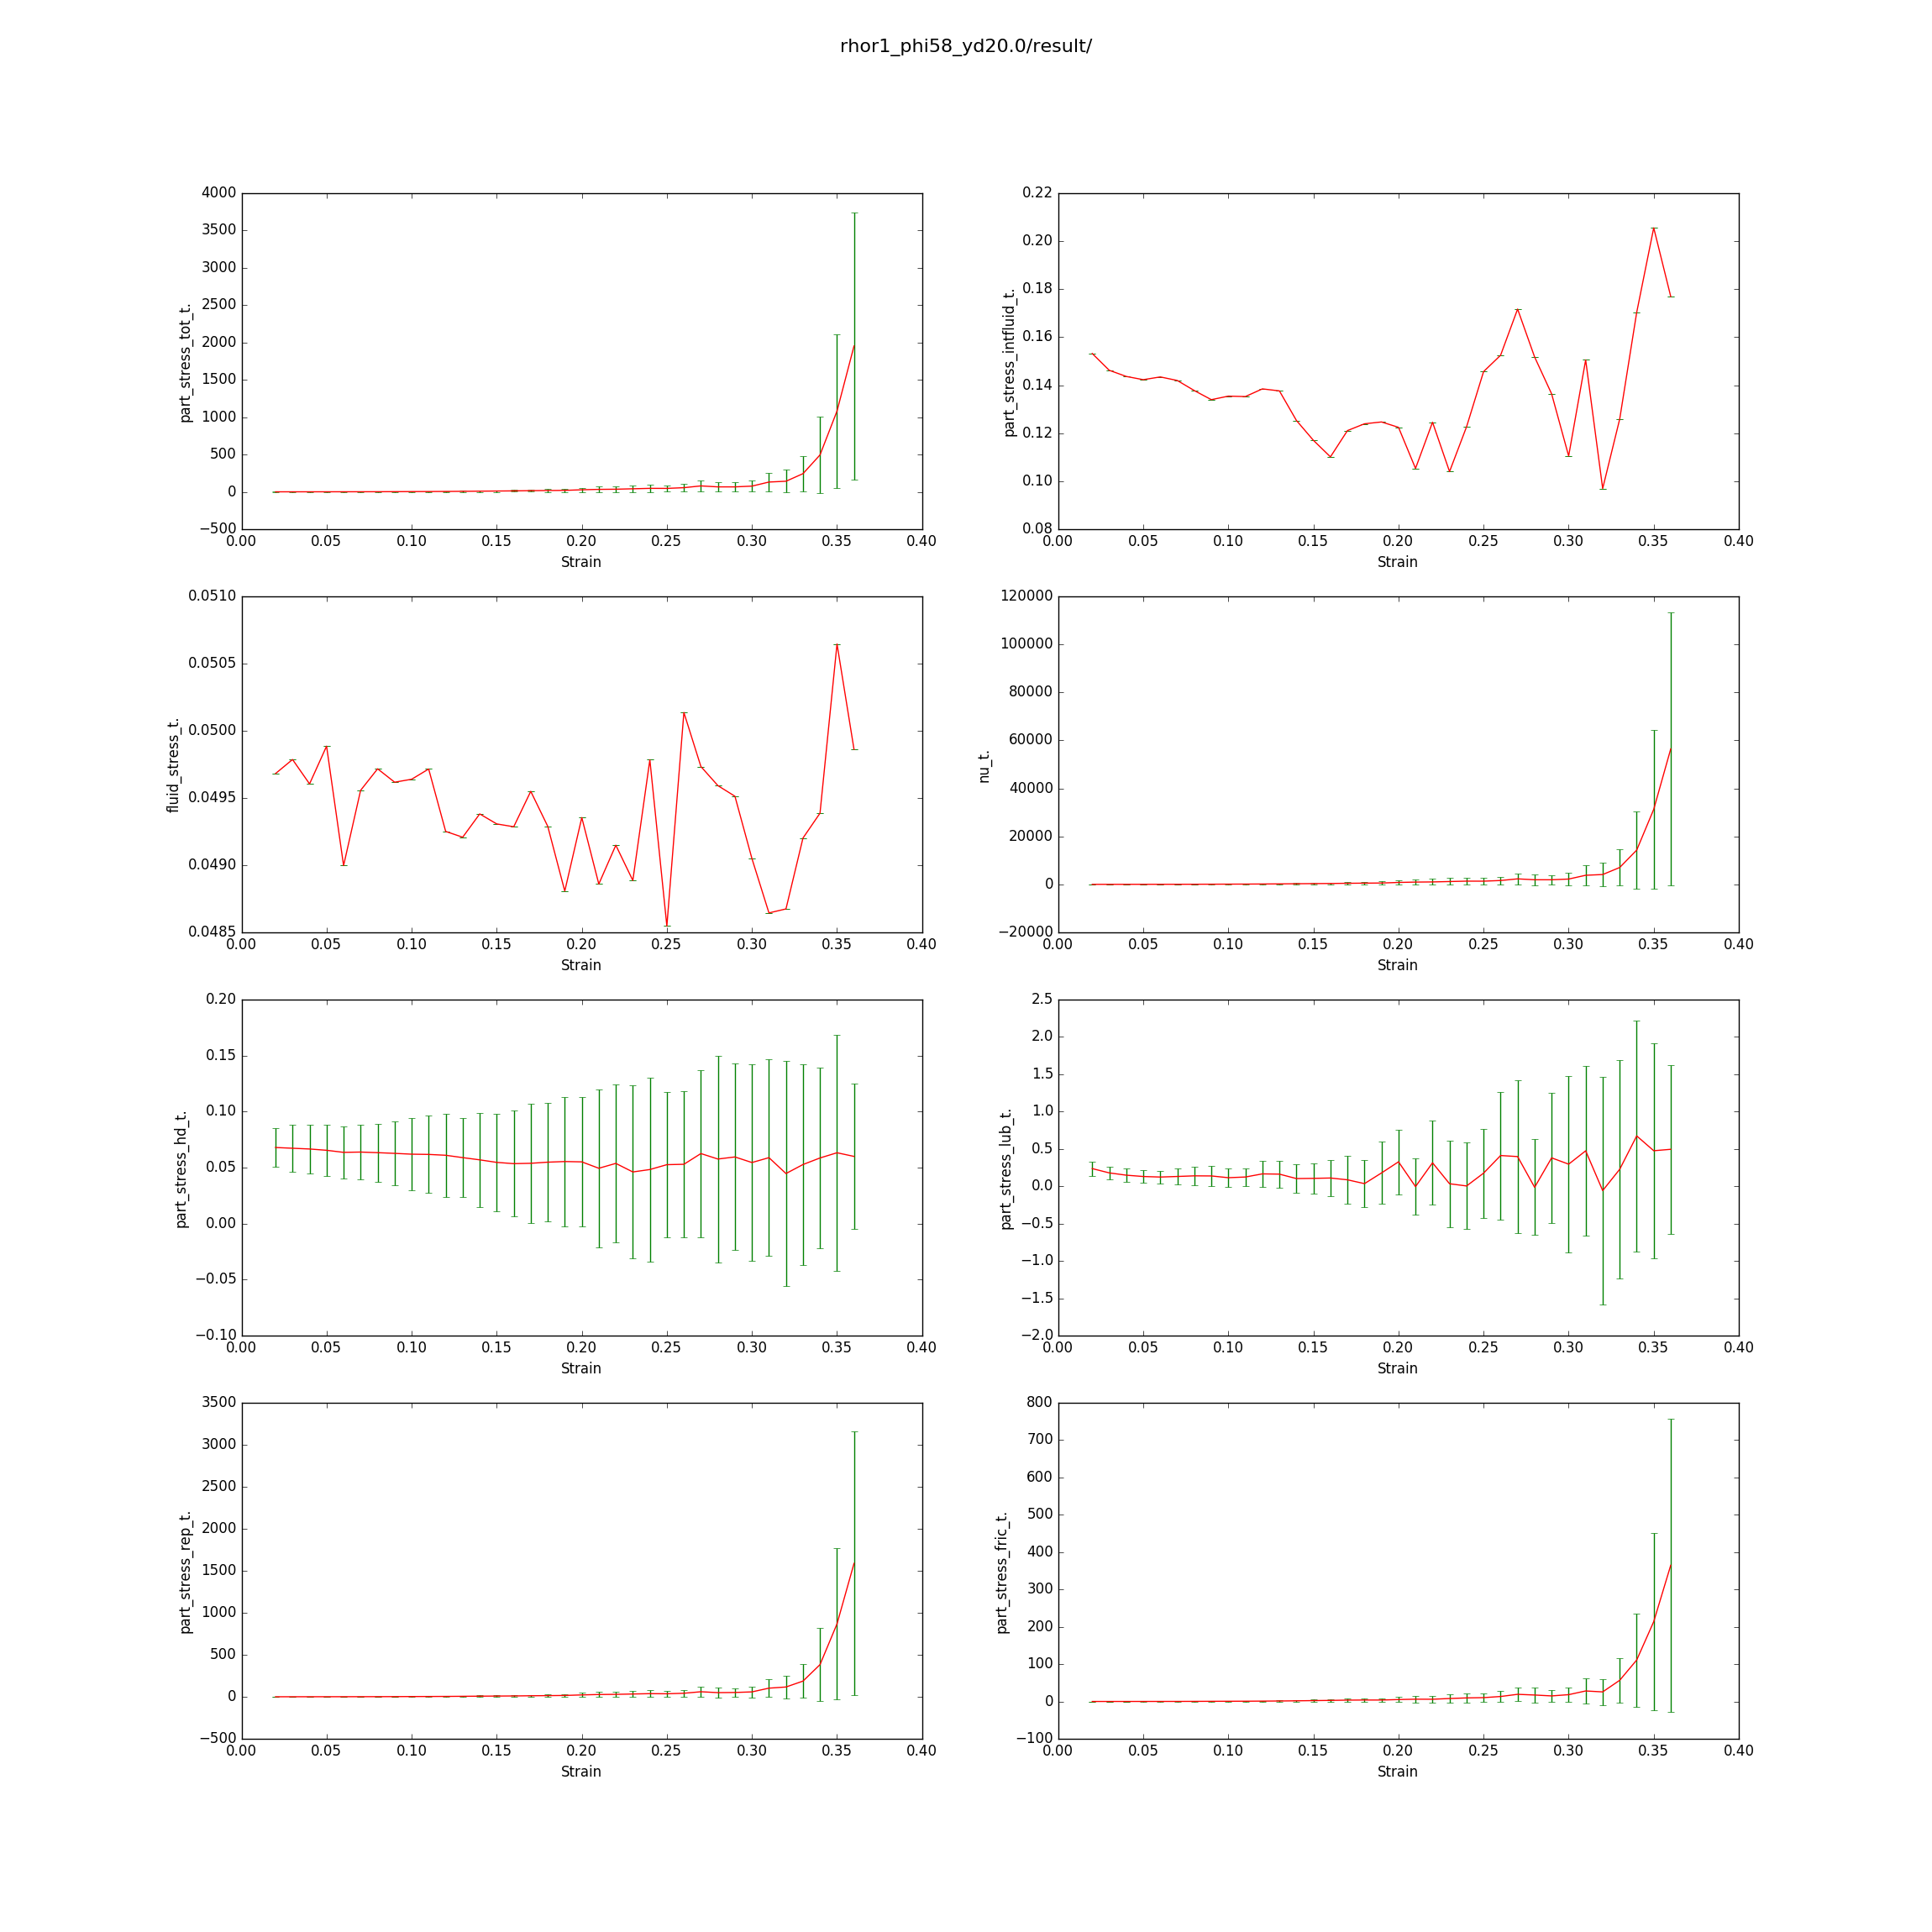 rhor1_phi58_yd20.0/result/
4000
3500
3000
2500
2000
1500
1000
500
0
−500
part_stress_tot_t.
0.00 0.05 0.10 0.15 0.20 0.25 0.30 0.35 0.40
Strain
0.22
0.20
0.18
0.16
0.14
0.12
0.10
0.08
part_stress_intfluid_t.
0.00 0.05 0.10 0.15 0.20 0.25 0.30 0.35 0.40
Strain
0.0510
0.0505
0.0500
0.0495
0.0490
0.0485
fluid_stress_t.
0.00 0.05 0.10 0.15 0.20 0.25 0.30 0.35 0.40
Strain
120000
100000
80000
60000
40000
20000
0
−20000
nu_t.
0.00 0.05 0.10 0.15 0.20 0.25 0.30 0.35 0.40
Strain
0.20
0.15
0.10
0.05
0.00
−0.05
−0.10
part_stress_hd_t.
0.00 0.05 0.10 0.15 0.20 0.25 0.30 0.35 0.40
Strain
2.5
2.0
1.5
1.0
0.5
0.0
−0.5
−1.0
−1.5
−2.0
part_stress_lub_t.
0.00 0.05 0.10 0.15 0.20 0.25 0.30 0.35 0.40
Strain
3500
3000
2500
2000
1500
1000
500
0
−500
part_stress_rep_t.
0.00 0.05 0.10 0.15 0.20 0.25 0.30 0.35 0.40
Strain
800
700
600
500
400
300
200
100
0
−100
part_stress_fric_t.
0.00 0.05 0.10 0.15 0.20 0.25 0.30 0.35 0.40
Strain